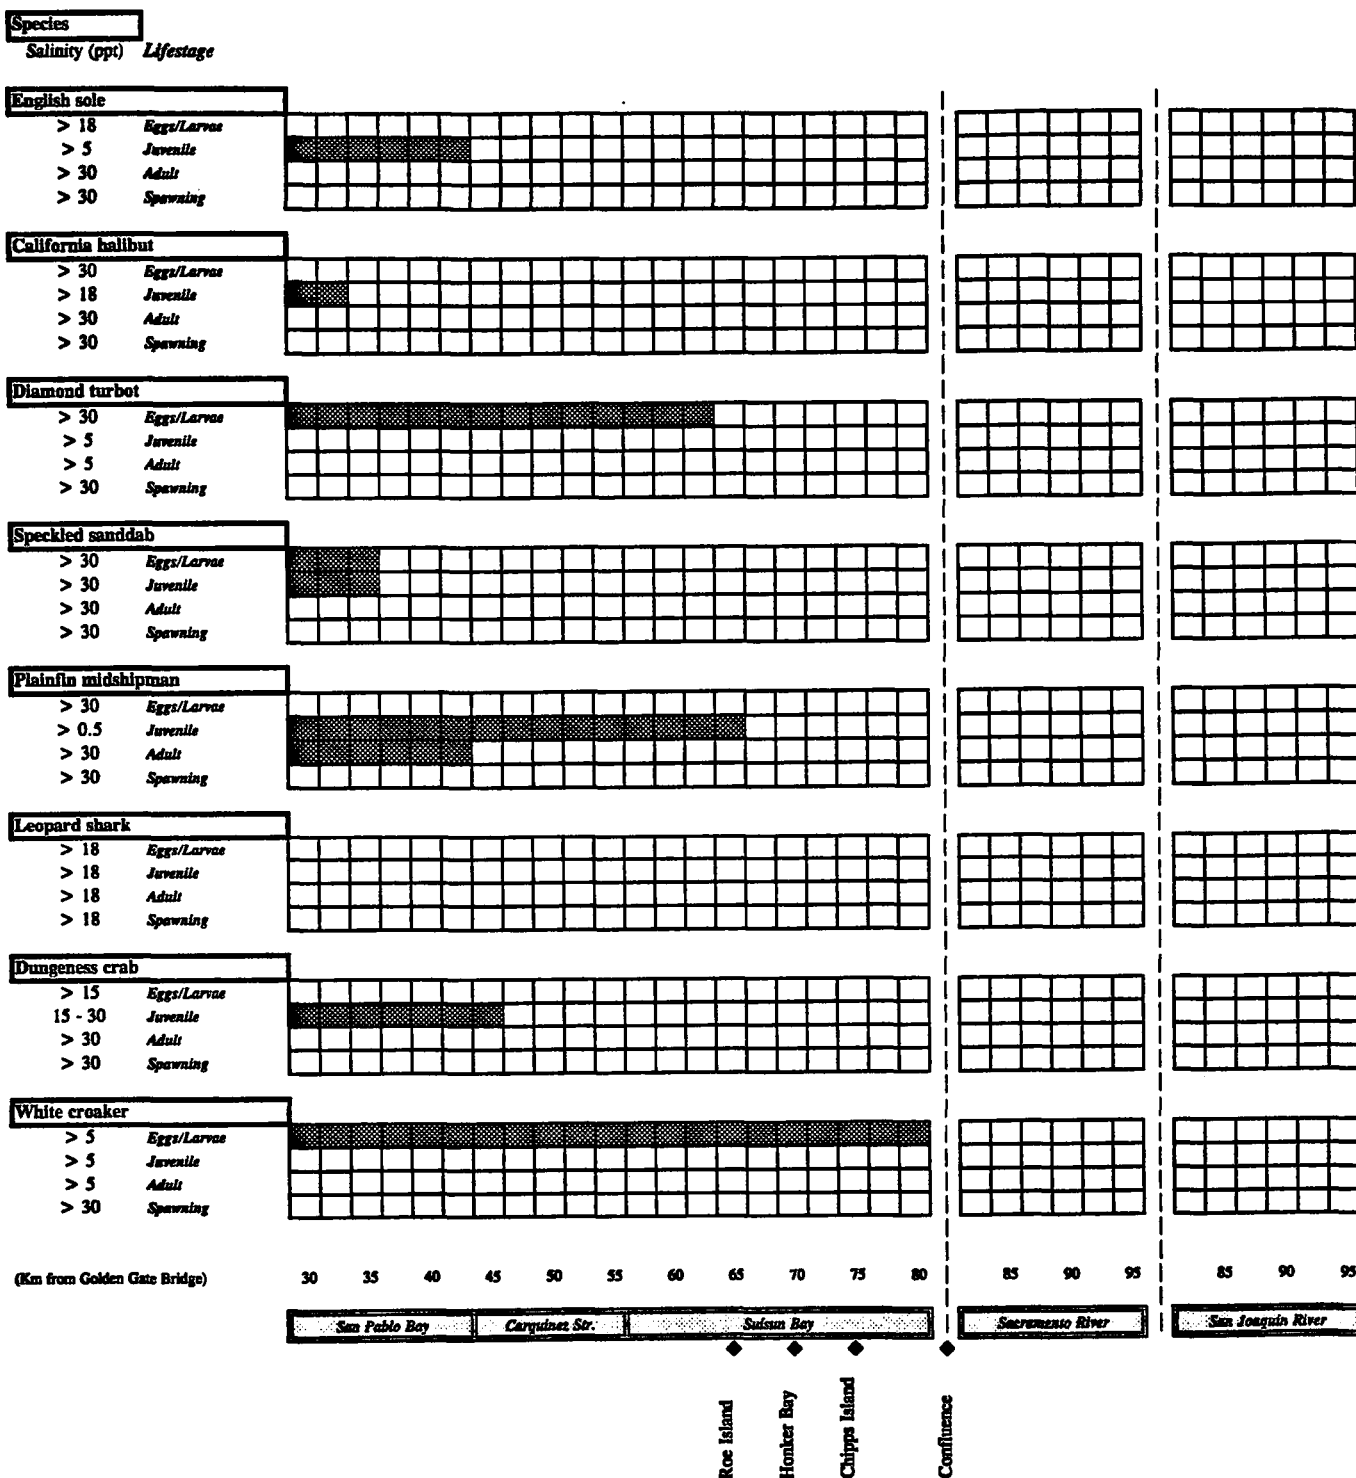 Species
Salinity (ppt) Lifestage
English sole
> 18 Eggs/Larvae
> 5 Juvenile
> 30 Adult
> 30 Spawning
California halibut
> 30 Eggs/Larvae
> 18 Juvenile
> 30 Adult
> 30 Spawning
Diamond turbot
> 30 Eggs/Larvae
> 5 Juvenile
> 5 Adult
> 30 Spawning
Speckled sanddab
> 30 Eggs/Larvae
> 30 Juvenile
> 30 Adult
> 30 Spawning
Plainfin midshipman
> 30 Eggs/Larvae
> 0.5 Juvenile
> 30 Adult
> 30 Spawning
Leopard shark
> 18 Eggs/Larvae
> 18 Juvenile
> 18 Adult
> 18 Spawning
Dungeness crab
> 15 Eggs/Larvae
15 - 30 Juvenile
> 30 Adult
> 30 Spawning
White croaker
> 5 Eggs/Larvae
> 5 Juvenile
> 5 Adult
> 30 Spawning
(Km from Golden Gate Bridge) 30 35 40 45 50 55 60 65 70 75 80 85 90 95 85 90 95
San Pablo Bay Carquinez Str. Suisun Bay Sacramento River San Joaquin River
Roe Island
Honker Bay
Chipps Island
Confluence